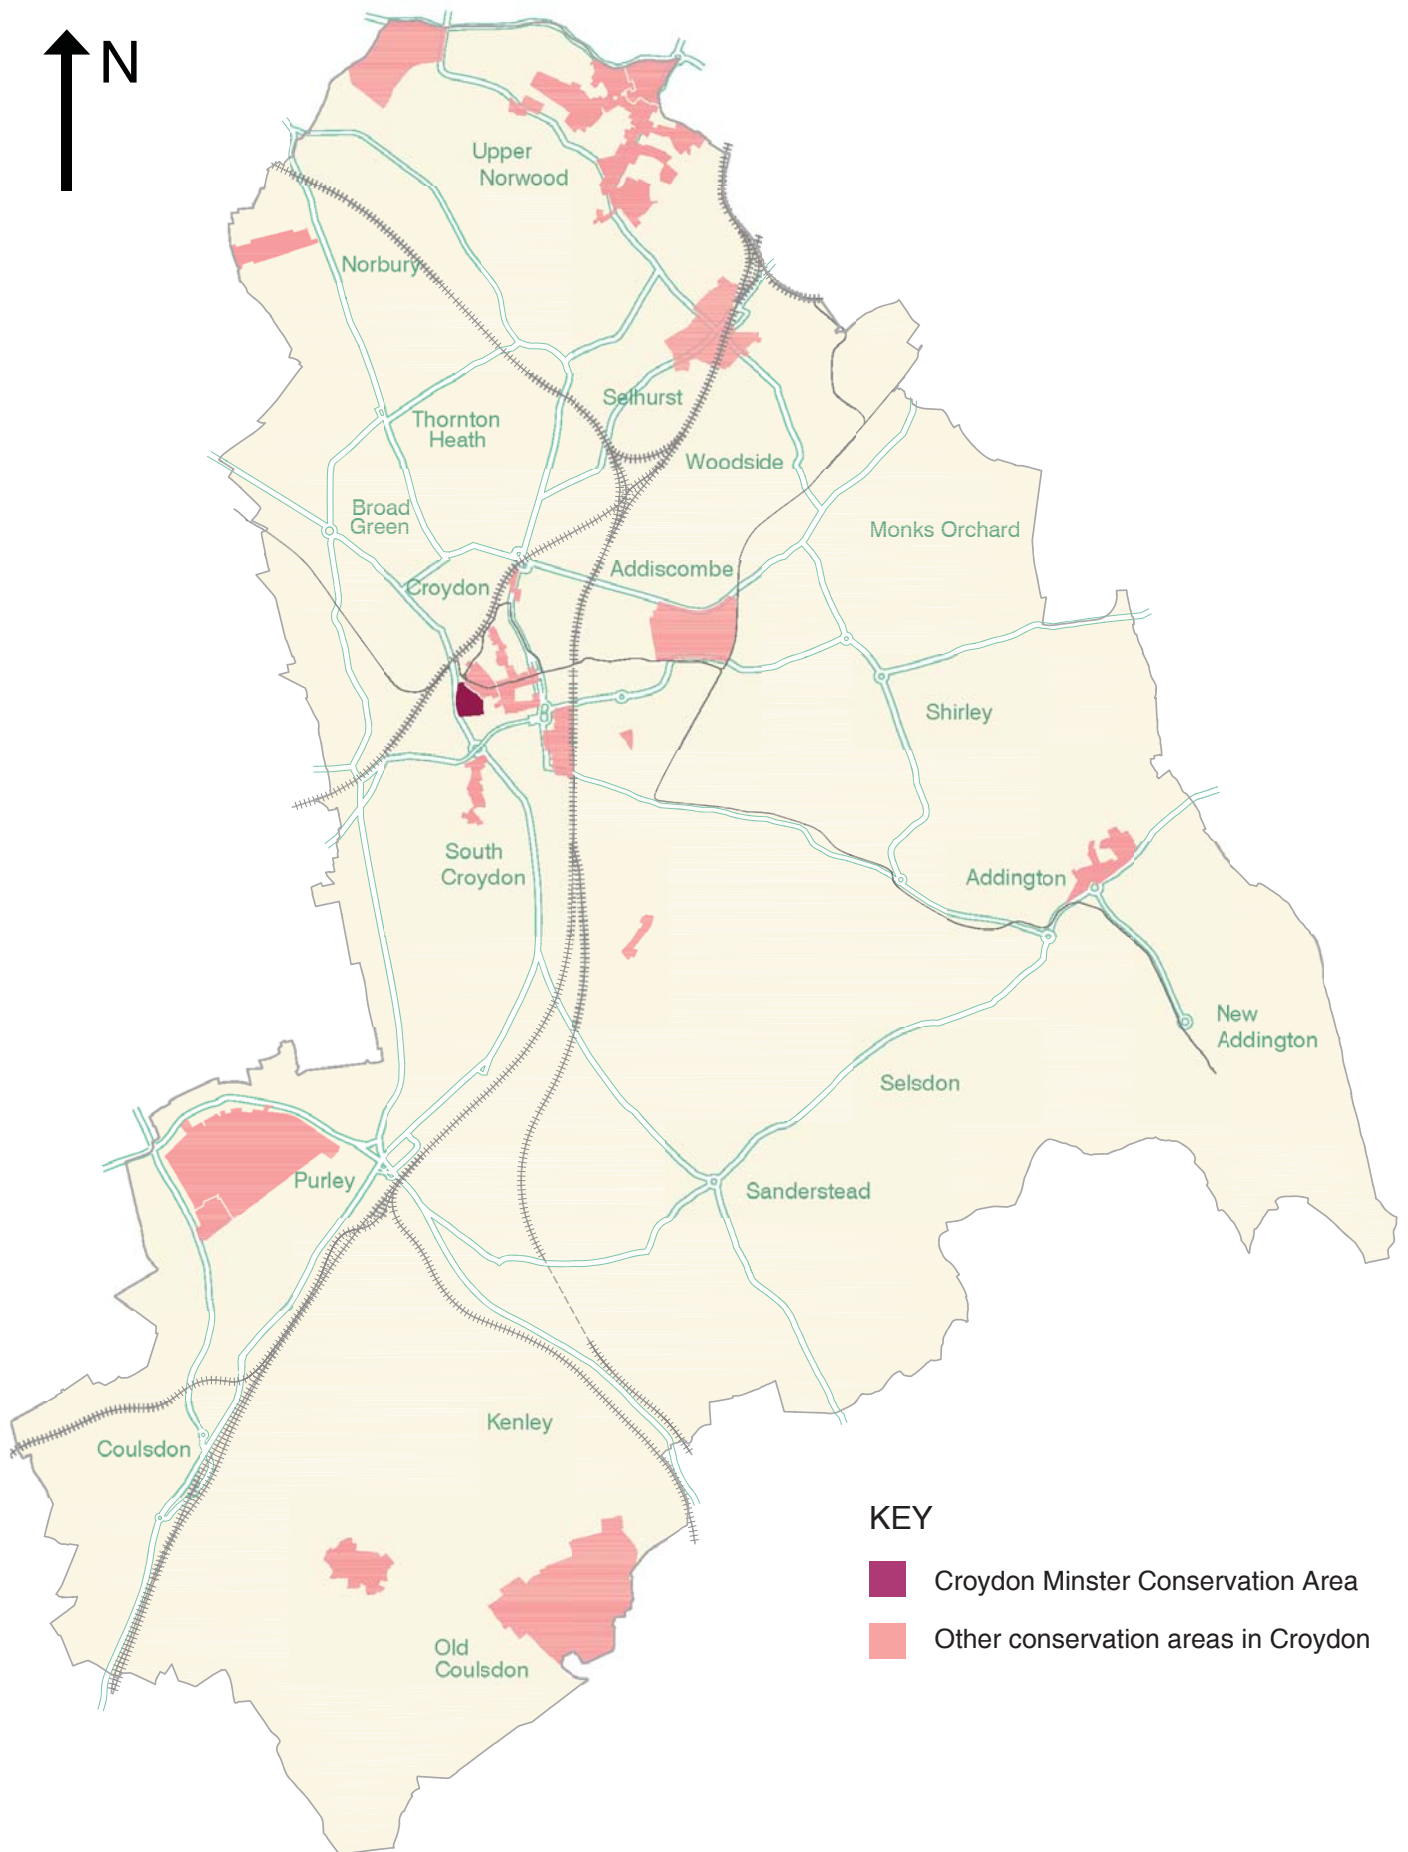 N
Upper
Norwood
Norbury
Selhurst
Thornton
Heath
Woodside
Broad
Green
Monks Orchard
Addiscombe
Croydon
Shirley
South
Croydon
Addington
New
Addington
Selsdon
Purley
Sanderstead
Kenley
Coulsdon
Old
Coulsdon
KEY
Croydon Minster Conservation Area
Other conservation areas in Croydon